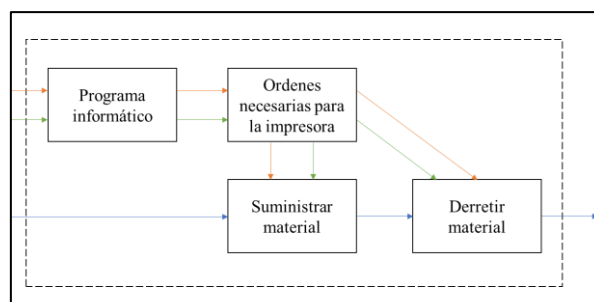 Programa
informático
Ordenes
necesarias para
la impresora
Suministrar
material
Derretir
material